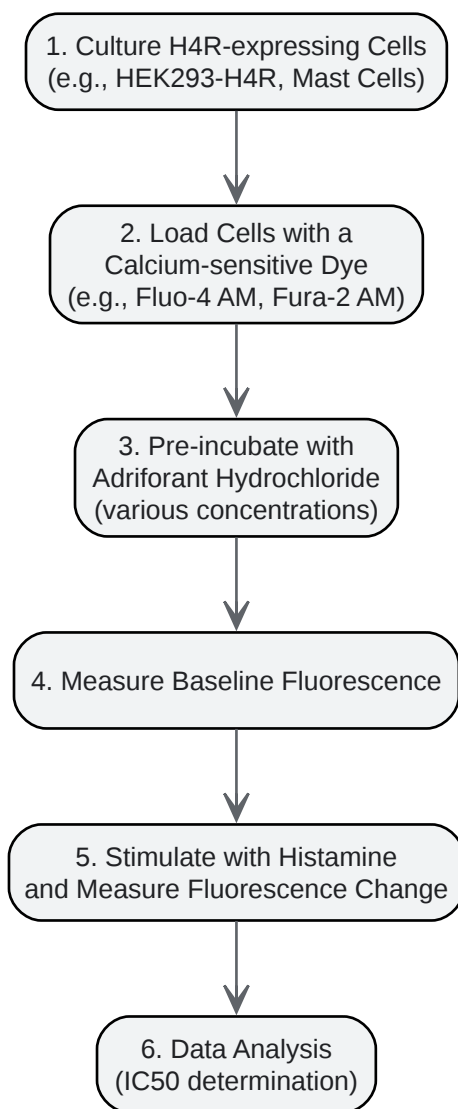 1. Culture H4R-expressing Cells
(e.g., HEK293-H4R, Mast Cells)
2. Load Cells with a
Calcium-sensitive Dye
(e.g., Fluo-4 AM, Fura-2 AM)
3. Pre-incubate with
Adriforant Hydrochloride
(various concentrations)
4. Measure Baseline Fluorescence
5. Stimulate with Histamine
and Measure Fluorescence Change
6. Data Analysis
(IC50 determination)